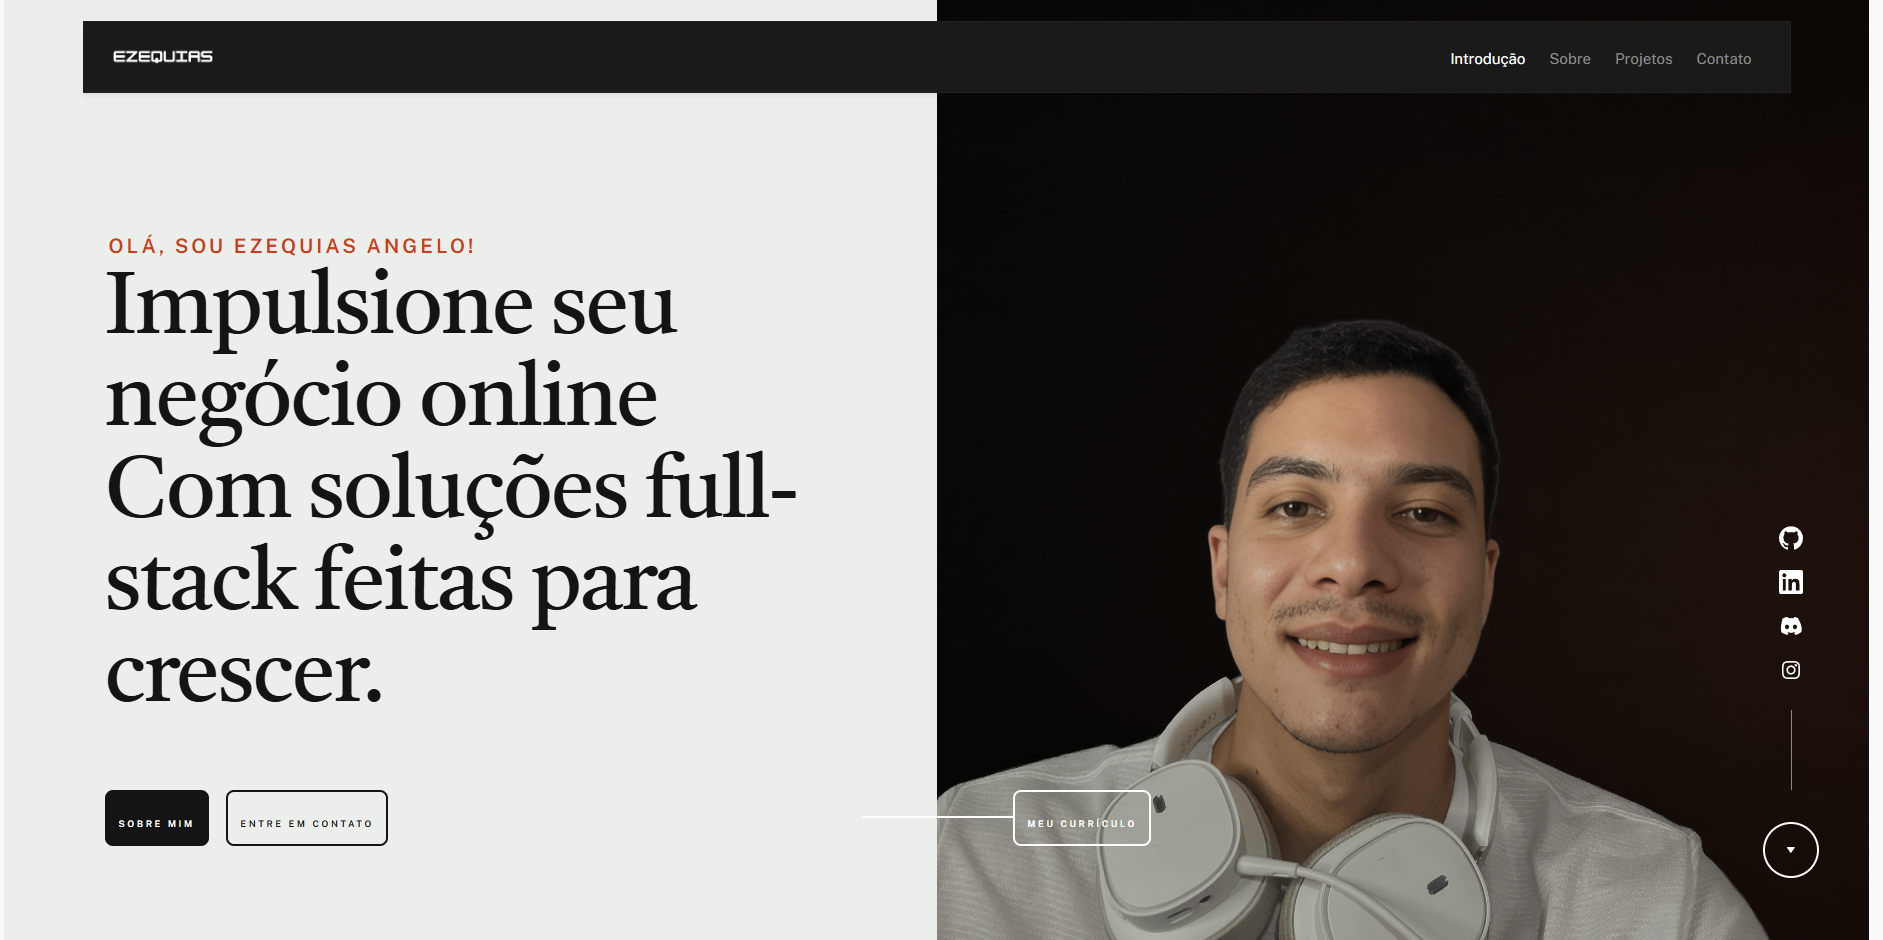 EZEQUIAS
Introdução Sobre Projetos Contato
OLÁ, SOU EZEQUIAS ANGELO!
Impulsione seu
negócio online
Com soluções full-
stack feitas para
crescer.
SOBRE MIM
ENTRE EM CONTATO
MEU CURRÍCULO